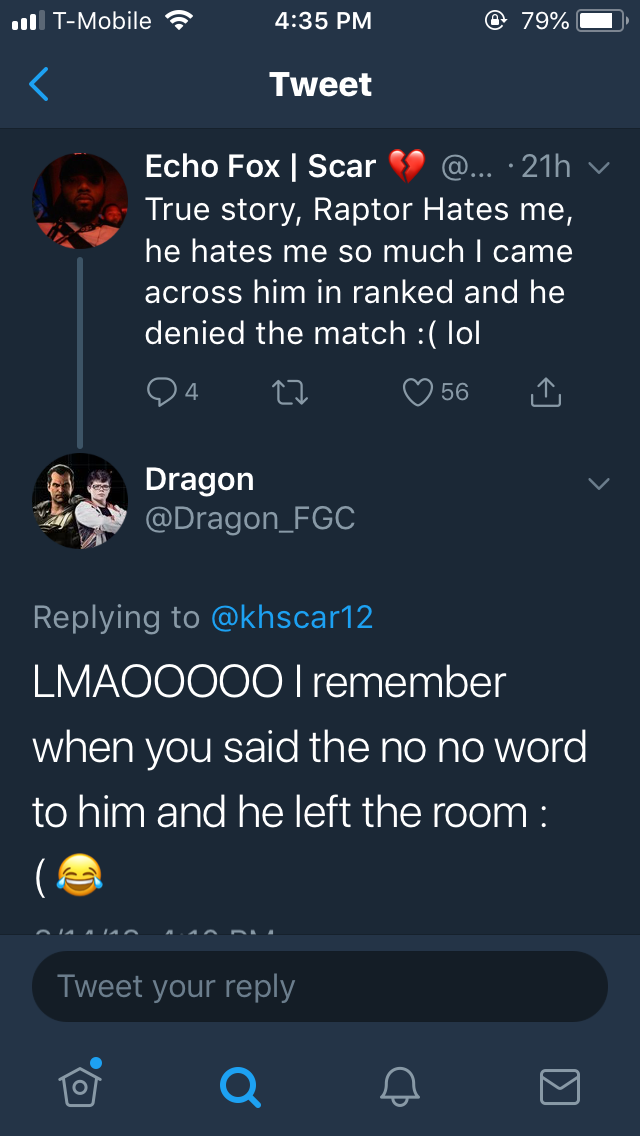 T-Mobile 4:35 PM 79%
Tweet
Echo Fox | Scar 💔 @... · 21h
True story, Raptor Hates me,
he hates me so much I came
across him in ranked and he
denied the match :( lol
4 56
Dragon
@Dragon_FGC
Replying to @khscar12
LMAOOOOO I remember
when you said the no no word
to him and he left the room :
( 😂
Tweet your reply